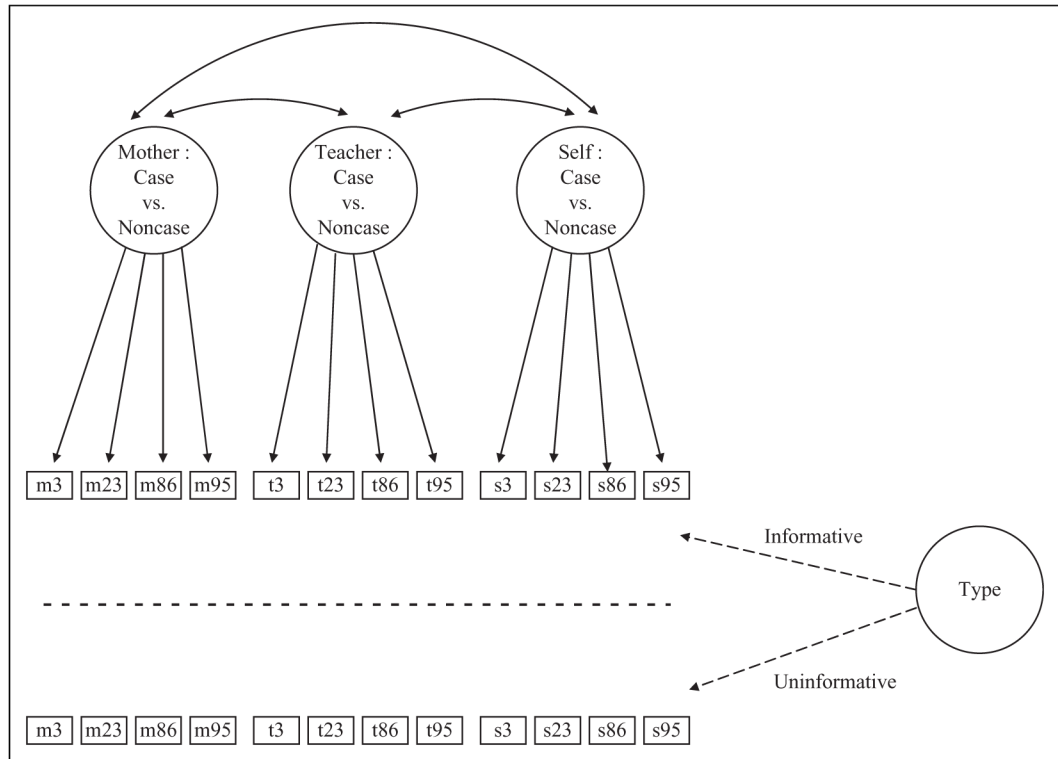 Mother :
Case
vs.
Noncase
Teacher :
Case
vs.
Noncase
Self :
Case
vs.
Noncase
m3 m23 m86 m95 t3 t23 t86 t95 s3 s23 s86 s95
Informative
Type
Uninformative
m3 m23 m86 m95 t3 t23 t86 t95 s3 s23 s86 s95